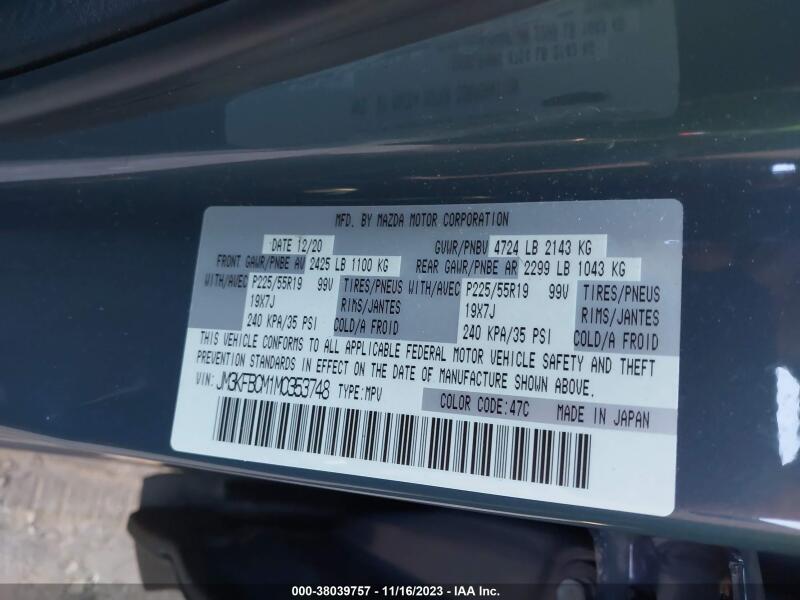 MFD. BY MAZDA MOTOR CORPORATION
DATE 12/20 GVWR/PNBV 4724 LB 2143 KG
FRONT GAWR/PNBE AV 2425 LB 1100 KG REAR GAWR/PNBE AR 2299 LB 1043 KG
WITH/AVEC P225/55R19 99V TIRES/PNEUS WITH/AVEC P225/55R19 99V TIRES/PNEUS
19X7J RIMS/JANTES 19X7J RIMS/JANTES
240 KPA/35 PSI COLD/A FROID 240 KPA/35 PSI COLD/A FROID
THIS VEHICLE CONFORMS TO ALL APPLICABLE FEDERAL MOTOR VEHICLE SAFETY AND THEFT
PREVENTION STANDARDS IN EFFECT ON THE DATE OF MANUFACTURE SHOWN ABOVE.
VIN: JM3KFBCM1M0353748 TYPE: MPV
COLOR CODE: 47C MADE IN JAPAN
000-38039757 - 11/16/2023 - IAA Inc.